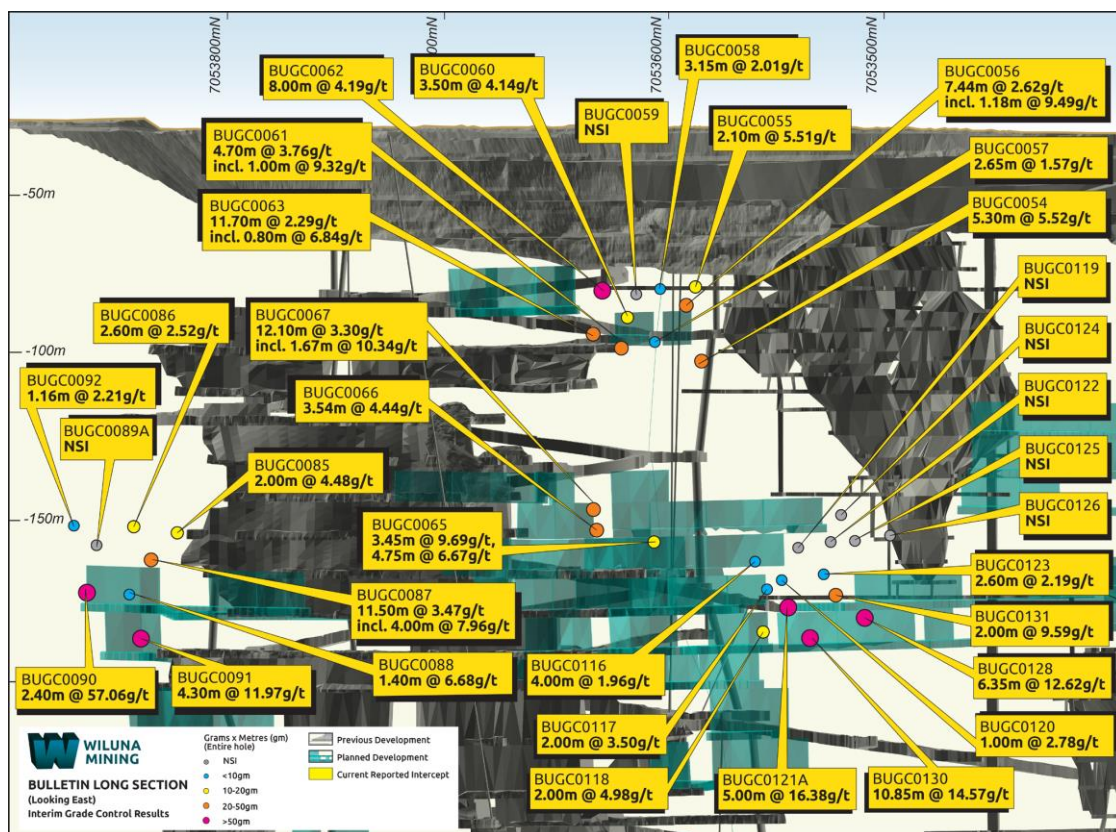 7053800mN
7053600mN
7053500mN
BUGC0062
8.00m @ 4.19g/t
BUGC0060
3.50m @ 4.14g/t
BUGC0058
3.15m @ 2.01g/t
BUGC0059
NSI
BUGC0056
7.44m @ 2.62g/t
incl. 1.18m @ 9.49g/t
BUGC0055
2.10m @ 5.51g/t
BUGC0061
4.70m @ 3.76g/t
incl. 1.00m @ 9.32g/t
BUGC0057
2.65m @ 1.57g/t
-50m
BUGC0063
11.70m @ 2.29g/t
incl. 0.80m @ 6.84g/t
BUGC0054
5.30m @ 5.52g/t
BUGC0119
NSI
BUGC0086
2.60m @ 2.52g/t
BUGC0067
12.10m @ 3.30g/t
incl. 1.67m @ 10.34g/t
BUGC0124
NSI
-100m
BUGC0092
1.16m @ 2.21g/t
BUGC0066
3.54m @ 4.44g/t
BUGC0122
NSI
BUGC0089A
NSI
BUGC0085
2.00m @ 4.48g/t
BUGC0125
NSI
BUGC0126
NSI
-150m
BUGC0065
3.45m @ 9.69g/t,
4.75m @ 6.67g/t
BUGC0123
2.60m @ 2.19g/t
BUGC0087
11.50m @ 3.47g/t
incl. 4.00m @ 7.96g/t
BUGC0131
2.00m @ 9.59g/t
BUGC0090
2.40m @ 57.06g/t
BUGC0091
4.30m @ 11.97g/t
BUGC0088
1.40m @ 6.68g/t
BUGC0116
4.00m @ 1.96g/t
BUGC0128
6.35m @ 12.62g/t
BUGC0117
2.00m @ 3.50g/t
BUGC0120
1.00m @ 2.78g/t
BUGC0118
2.00m @ 4.98g/t
BUGC0121A
5.00m @ 16.38g/t
BUGC0130
10.85m @ 14.57g/t
WILUNA
MINING
BULLETIN LONG SECTION
(Looking East)
Interim Grade Control Results
Grams x Metres (gm)
(Entire hole)
NSI
<10gm
10-20gm
20-50gm
>50gm
Previous Development
Planned Development
Current Reported Intercept